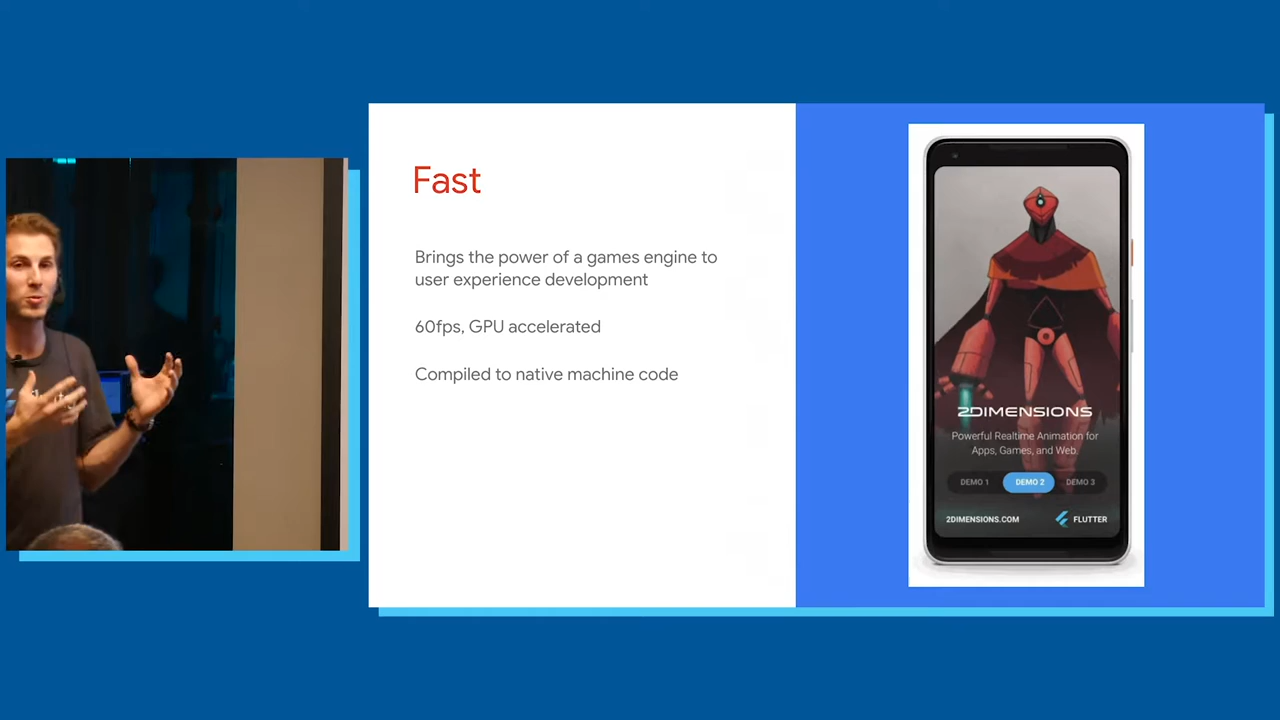 Fast
Brings the power of a games engine to
user experience development
60fps, GPU accelerated
Compiled to native machine code
2DIMENSIONS
Powerful Realtime Animation for
Apps, Games, and Web.
DEMO 1 DEMO 2 DEMO 3
2DIMENSIONS.COM FLUTTER